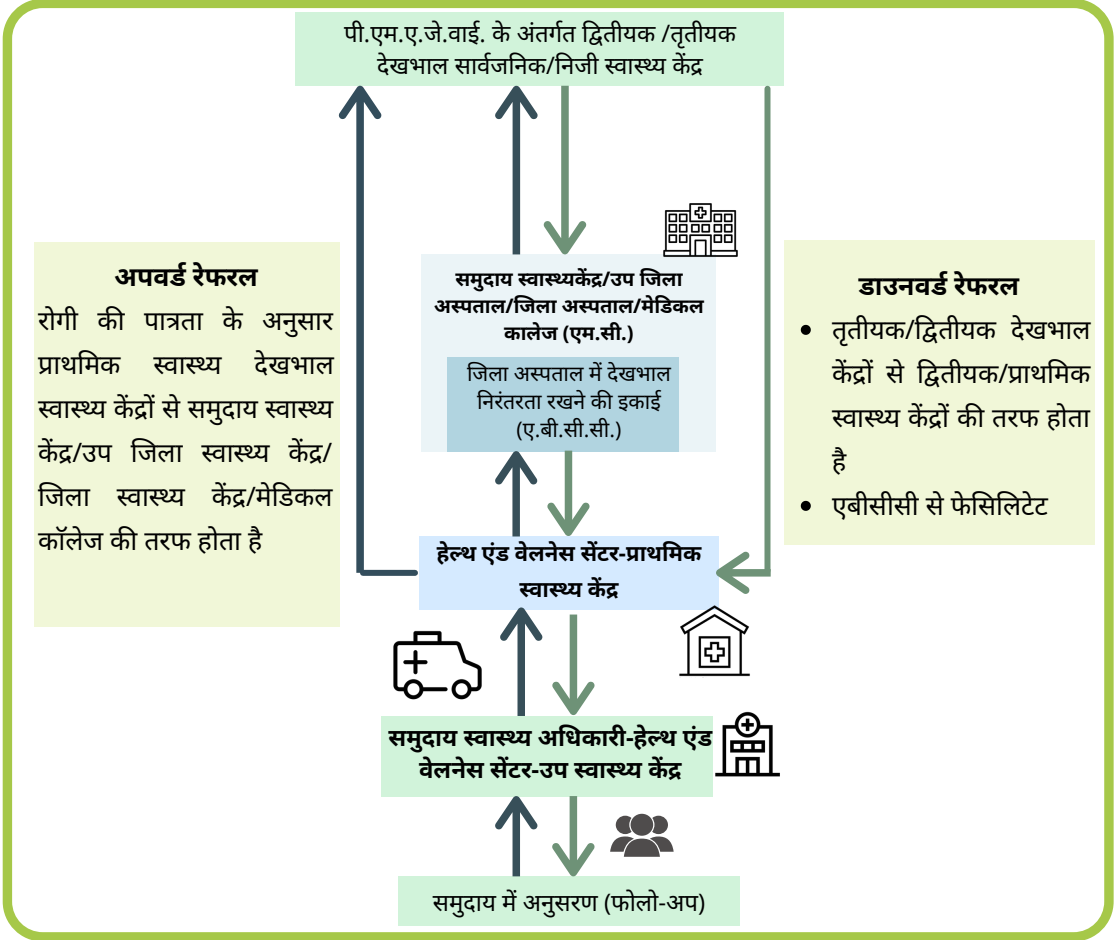 पी.एम.ए.जे.वाई. के अंतर्गत द्वितीयक /तृतीयक
देखभाल सार्वजनिक/निजी स्वास्थ्य केंद्र
अपवर्ड रेफरल
रोगी की पात्रता के अनुसार
प्राथमिक स्वास्थ्य देखभाल
स्वास्थ्य केंद्रों से समुदाय स्वास्थ्य
केंद्र/उप जिला स्वास्थ्य केंद्र/
जिला स्वास्थ्य केंद्र/मेडिकल
कॉलेज की तरफ होता है
समुदाय स्वास्थ्यकेंद्र/उप जिला
अस्पताल/जिला अस्पताल/मेडिकल
कालेज (एम.सी.)
जिला अस्पताल में देखभाल
निरंतरता रखने की इकाई
(ए.बी.सी.सी.)
डाउनवर्ड रेफरल
• तृतीयक/द्वितीयक देखभाल
केंद्रों से द्वितीयक/प्राथमिक
स्वास्थ्य केंद्रों की तरफ होता
है
• एबीसीसी से फेसिलिटेट
हेल्थ एंड वेलनेस सेंटर-प्राथमिक
स्वास्थ्य केंद्र
समुदाय स्वास्थ्य अधिकारी-हेल्थ एंड
वेलनेस सेंटर-उप स्वास्थ्य केंद्र
समुदाय में अनुसरण (फोलो-अप)